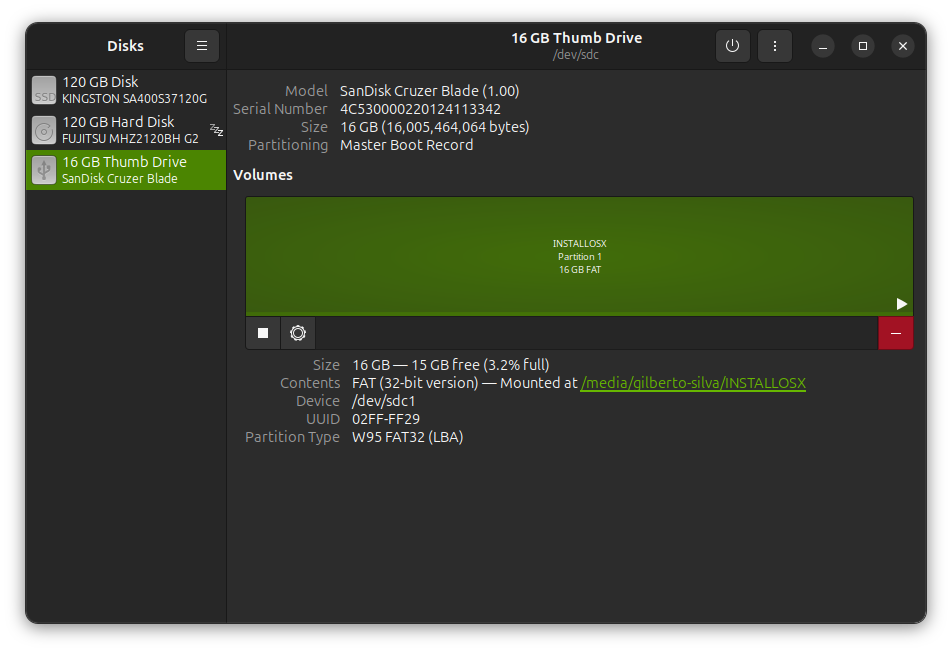 Disks
16 GB Thumb Drive
/dev/sdc
120 GB Disk
KINGSTON SA400S37120G
120 GB Hard Disk
FUJITSU MHZ2120BH G2
16 GB Thumb Drive
SanDisk Cruzer Blade
SSD
zzz
Model SanDisk Cruzer Blade (1.00)
Serial Number 4C530000220124113342
Size 16 GB (16,005,464,064 bytes)
Partitioning Master Boot Record
Volumes
INSTALLOSX
Partition 1
16 GB FAT
Size 16 GB — 15 GB free (3.2% full)
Contents FAT (32-bit version) — Mounted at /media/gilberto-silva/INSTALLOSX
Device /dev/sdc1
UUID 02FF-FF29
Partition Type W95 FAT32 (LBA)